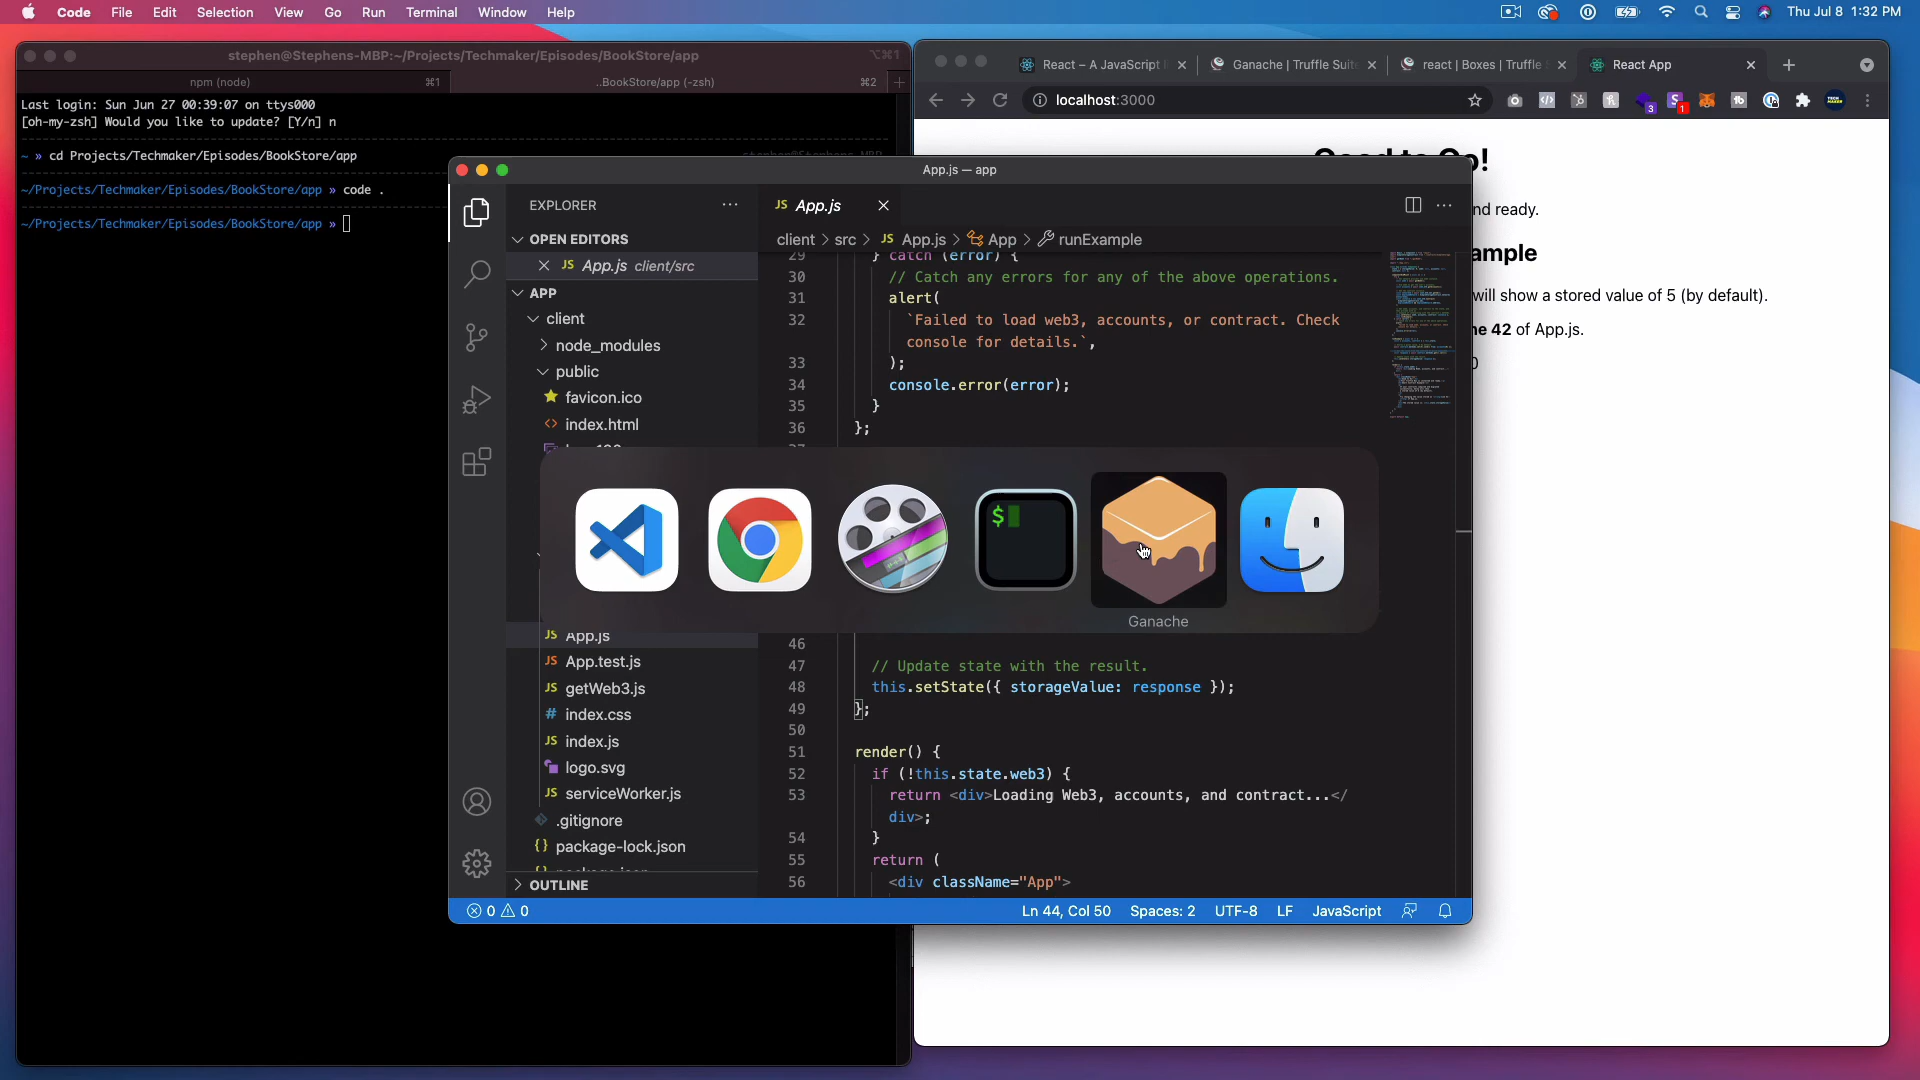 Code File Edit Selection View Go Run Terminal Window Help
Thu Jul 8 1:32 PM
stephen@Stephens-MBP:~/Projects/Techmaker/Episodes/BookStore/app
⌥⌘1
npm (node) ⌘1
..BookStore/app (-zsh) ⌘2
Last login: Sun Jun 27 00:39:07 on ttys000
[oh-my-zsh] Would you like to update? [Y/n] n
~ » cd Projects/Techmaker/Episodes/BookStore/app
~/Projects/Techmaker/Episodes/BookStore/app » code .
~/Projects/Techmaker/Episodes/BookStore/app »
React – A JavaScript
Ganache | Truffle Suite
react | Boxes | Truffle
React App
localhost:3000
3
1
nd ready.
ample
will show a stored value of 5 (by default).
ne 42 of App.js.
App.js — app
EXPLORER
OPEN EDITORS
App.js client/src
APP
client
node_modules
public
favicon.ico
index.html
App.js
App.test.js
getWeb3.js
index.css
index.js
logo.svg
serviceWorker.js
.gitignore
package-lock.json
OUTLINE
JS App.js
client > src > JS App.js > App > runExample
29 } catch (error) {
30 // Catch any errors for any of the above operations.
31 alert(
32 `Failed to load web3, accounts, or contract. Check
console for details.`,
33 );
34 console.error(error);
35 }
36 };
46
47 // Update state with the result.
48 this.setState({ storageValue: response });
49 };
50
51 render() {
52 if (!this.state.web3) {
53 return <div>Loading Web3, accounts, and contract...</
div>;
54 }
55 return (
56 <div className="App">
$
Ganache
0 0
Ln 44, Col 50 Spaces: 2 UTF-8 LF JavaScript